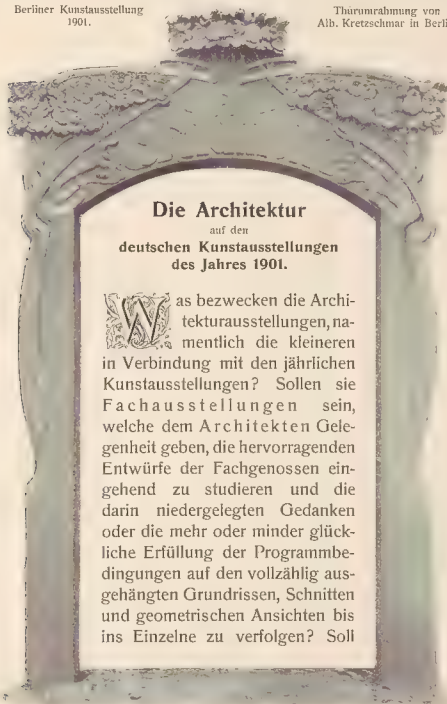 Berliner Kunstausstellung
1901.
Thürumrahmung von
Alb. Kretzschmar in Berli
Die Architektur
auf den
deutschen Kunstausstellungen
des Jahres 1901.
Was bezwecken die Archi-
tekturausstellungen, na-
mentlich die kleineren
in Verbindung mit den jährlichen
Kunstausstellungen? Sollen sie
Fachausstellungen sein,
welche dem Architekten Gele-
genheit geben, die hervorragenden
Entwürfe der Fachgenossen ein-
gehend zu studieren und die
darin niedergelegten Gedanken
oder die mehr oder minder glück-
liche Erfüllung der Programmbe-
dingungen auf den vollzählig aus-
gehängten Grundrissen, Schnitten
und geometrischen Ansichten bis
ins Einzelne zu verfolgen? Soll